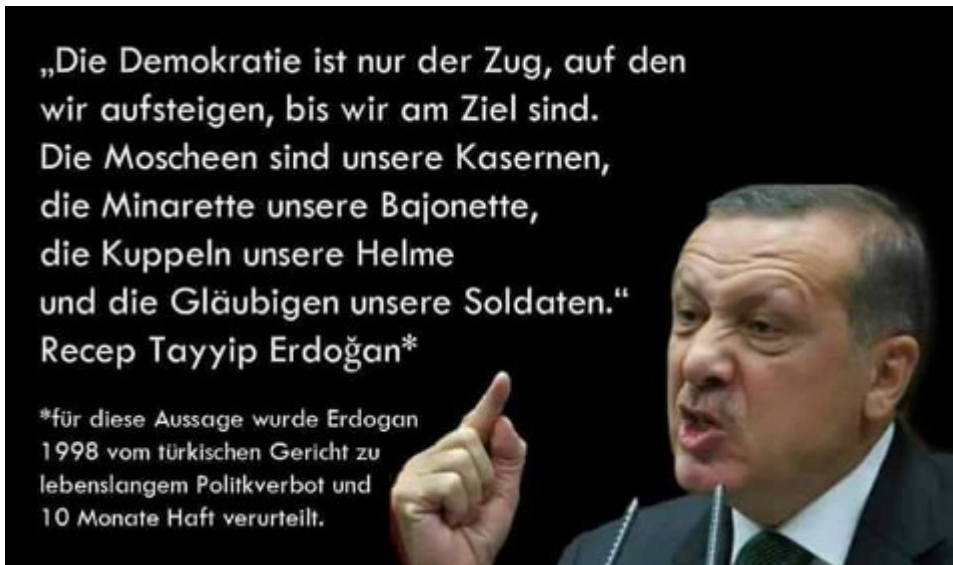 „Die Demokratie ist nur der Zug, auf den
wir aufsteigen, bis wir am Ziel sind.
Die Moscheen sind unsere Kasernen,
die Minarette unsere Bajonette,
die Kuppeln unsere Helme
und die Gläubigen unsere Soldaten.“
Recep Tayyip Erdoğan*
*für diese Aussage wurde Erdogan
1998 vom türkischen Gericht zu
lebenslangem Politkverbot und
10 Monate Haft verurteilt.